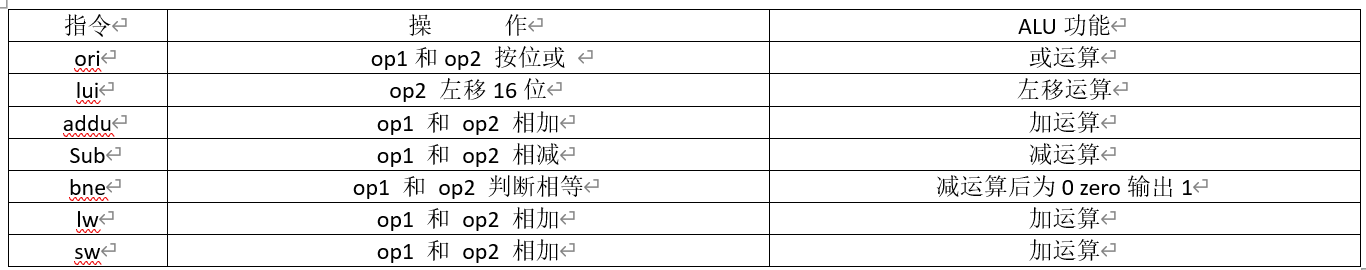 指令 操 作 ALU 功能
ori op1 和 op2 按位或 或运算
lui op2 左移 16 位 左移运算
addu op1 和 op2 相加 加运算
Sub op1 和 op2 相减 减运算
bne op1 和 op2 判断相等 减运算后为 0 zero 输出 1
lw op1 和 op2 相加 加运算
sw op1 和 op2 相加 加运算